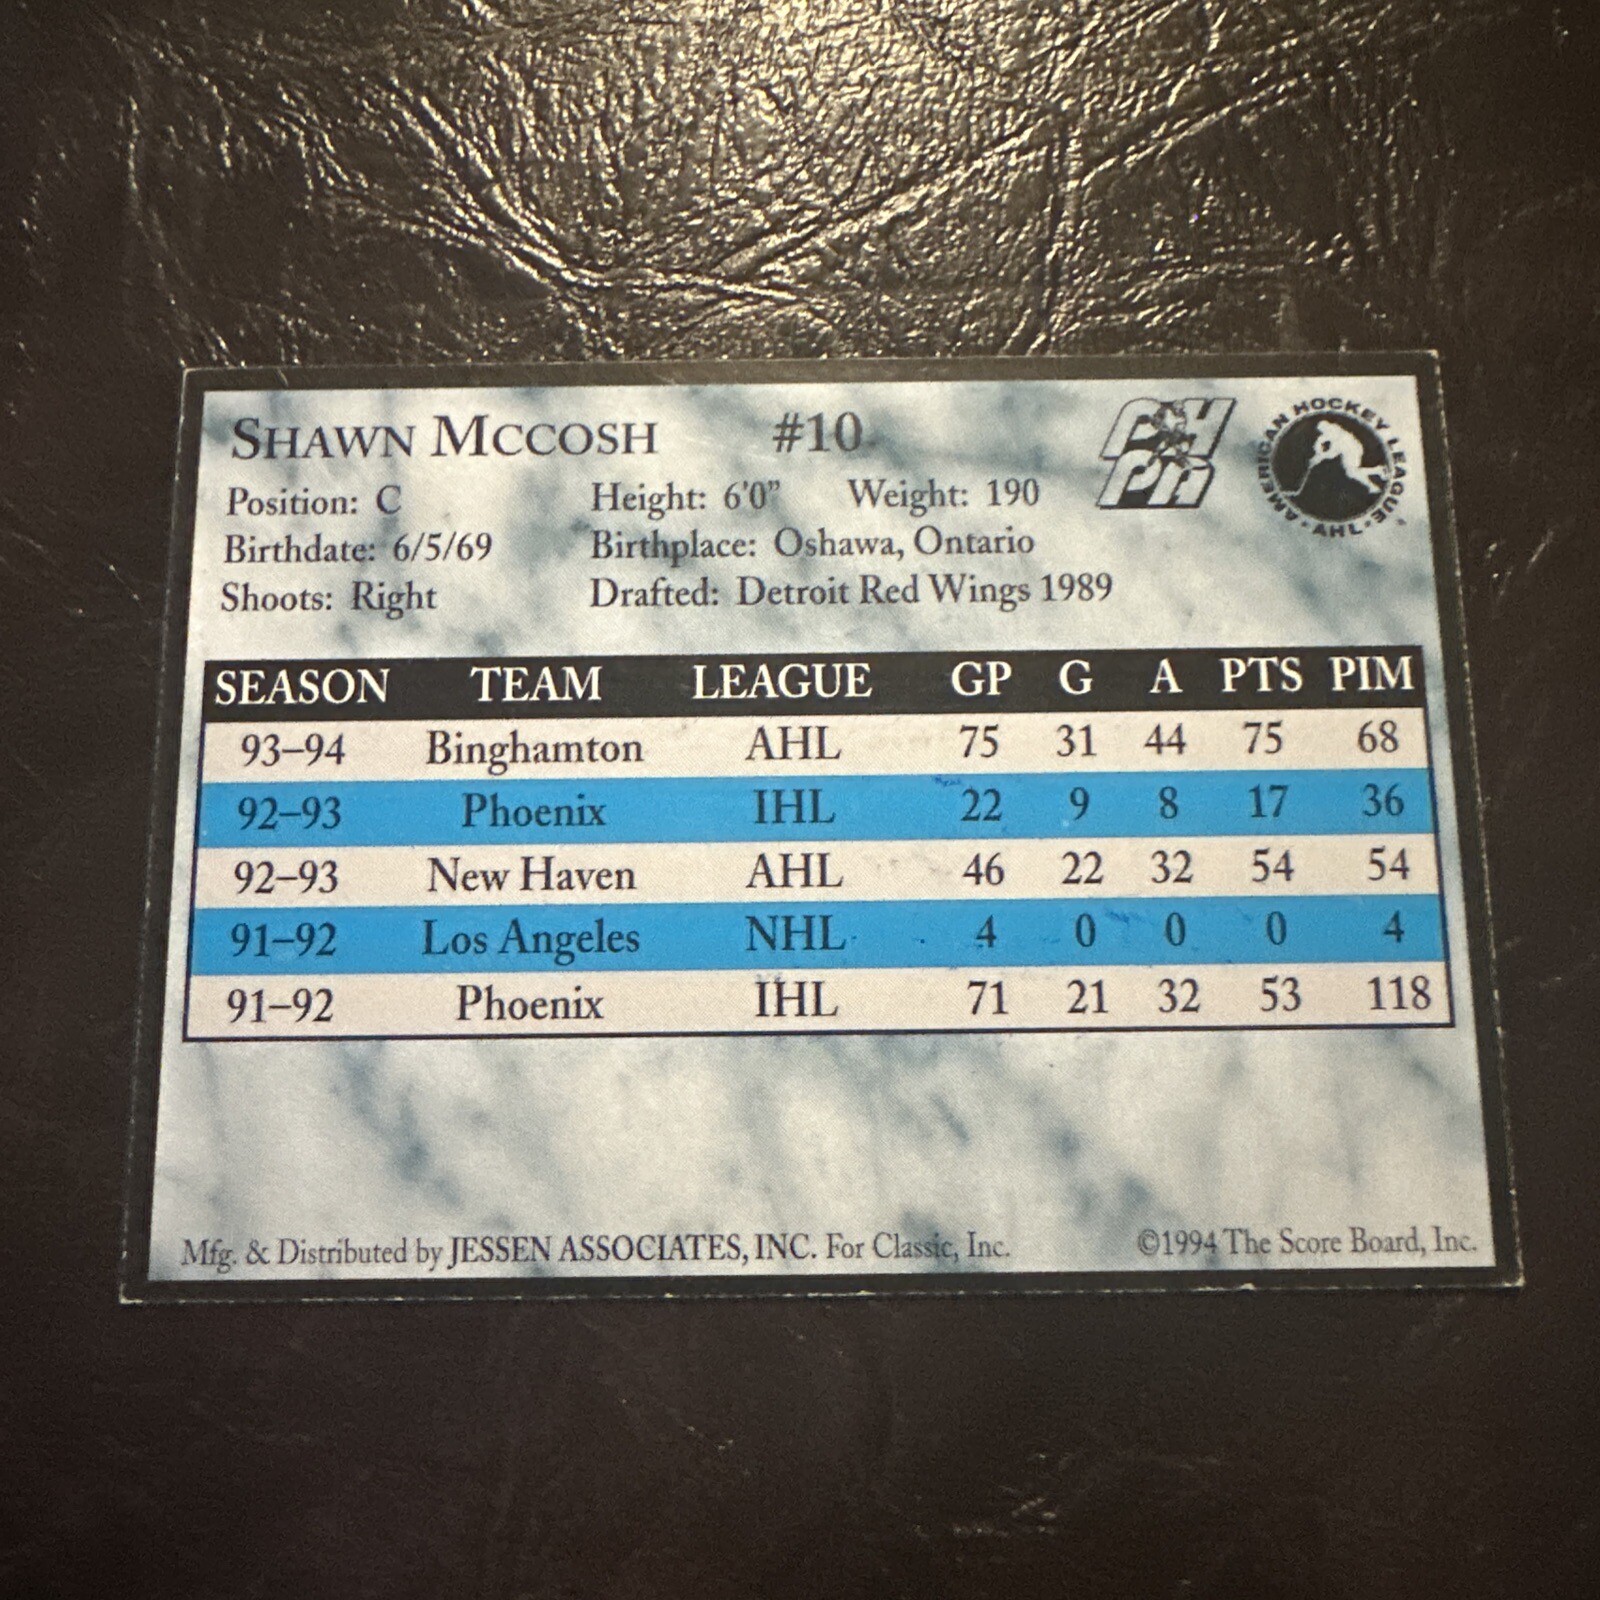 SHAWN MCCOSH #10
Position: C Height: 6'0" Weight: 190
Birthdate: 6/5/69 Birthplace: Oshawa, Ontario
Shoots: Right Drafted: Detroit Red Wings 1989
PHPA
AMERICAN HOCKEY LEAGUE
·AHL·
SEASON TEAM LEAGUE GP G A PTS PIM
93–94 Binghamton AHL 75 31 44 75 68
92–93 Phoenix IHL 22 9 8 17 36
92–93 New Haven AHL 46 22 32 54 54
91–92 Los Angeles NHL 4 0 0 0 4
91–92 Phoenix IHL 71 21 32 53 118
Mfg. & Distributed by JESSEN ASSOCIATES, INC. For Classic, Inc. ©1994 The Score Board, Inc.